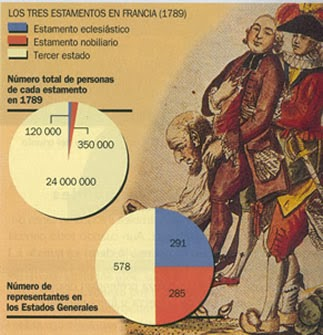 LOS TRES ESTAMENTOS EN FRANCIA (1789)
Estamento eclesiástico
Estamento nobiliario
Tercer estado
Número total de personas
de cada estamento
en 1789
120 000
350 000
24 000 000
578
291
285
Número de
representantes en
los Estados Generales